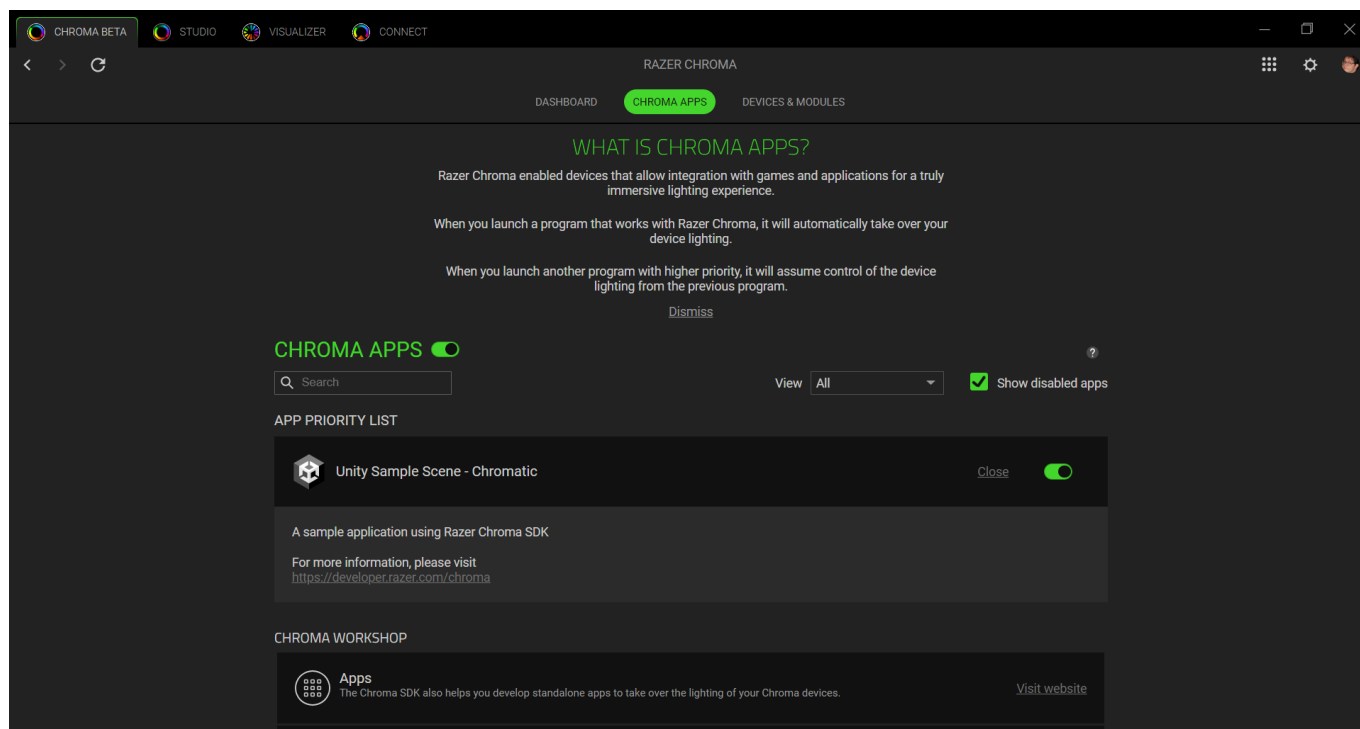 CHROMA BETA
STUDIO
VISUALIZER
CONNECT
RAZER CHROMA
DASHBOARD
CHROMA APPS
DEVICES & MODULES
WHAT IS CHROMA APPS?
Razer Chroma enabled devices that allow integration with games and applications for a truly
immersive lighting experience.
When you launch a program that works with Razer Chroma, it will automatically take over your
device lighting.
When you launch another program with higher priority, it will assume control of the device
lighting from the previous program.
Dismiss
CHROMA APPS
?
Search
View
All
Show disabled apps
APP PRIORITY LIST
Unity Sample Scene - Chromatic
Close
A sample application using Razer Chroma SDK
For more information, please visit
https://developer.razer.com/chroma
CHROMA WORKSHOP
Apps
The Chroma SDK also helps you develop standalone apps to take over the lighting of your Chroma devices.
Visit website